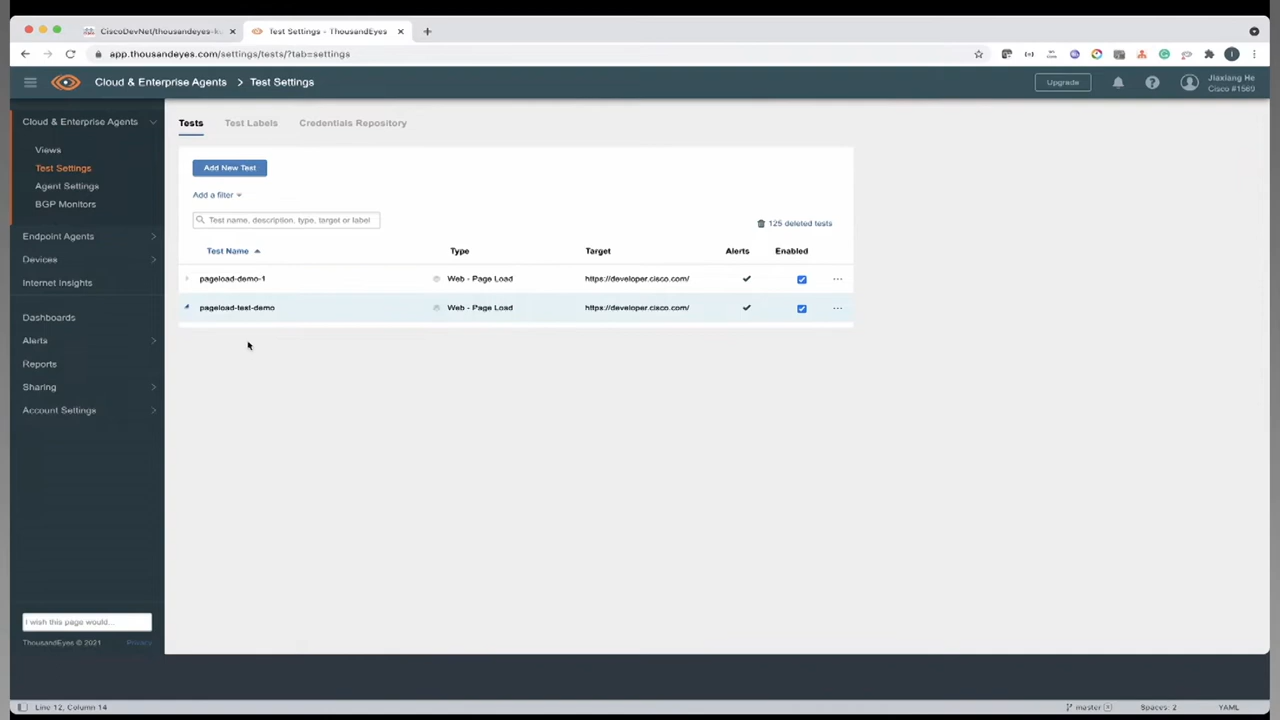 CiscoDevNet/thousandeyes-ku
Test Settings - ThousandEyes
app.thousandeyes.com/settings/tests/?tab=settings
Cloud & Enterprise Agents > Test Settings
Upgrade
Jiaxiang He
Cisco #1569
Cloud & Enterprise Agents
Views
Test Settings
Agent Settings
BGP Monitors
Endpoint Agents
Devices
Internet Insights
Dashboards
Alerts
Reports
Sharing
Account Settings
I wish this page would...
ThousandEyes © 2021 Privacy
Tests Test Labels Credentials Repository
Add New Test
Add a filter
Test name, description, type, target or label
125 deleted tests
Test Name Type Target Alerts Enabled
pageload-demo-1 Web - Page Load https://developer.cisco.com/
pageload-test-demo Web - Page Load https://developer.cisco.com/
Line 12, Column 14 master Spaces: 2 YAML